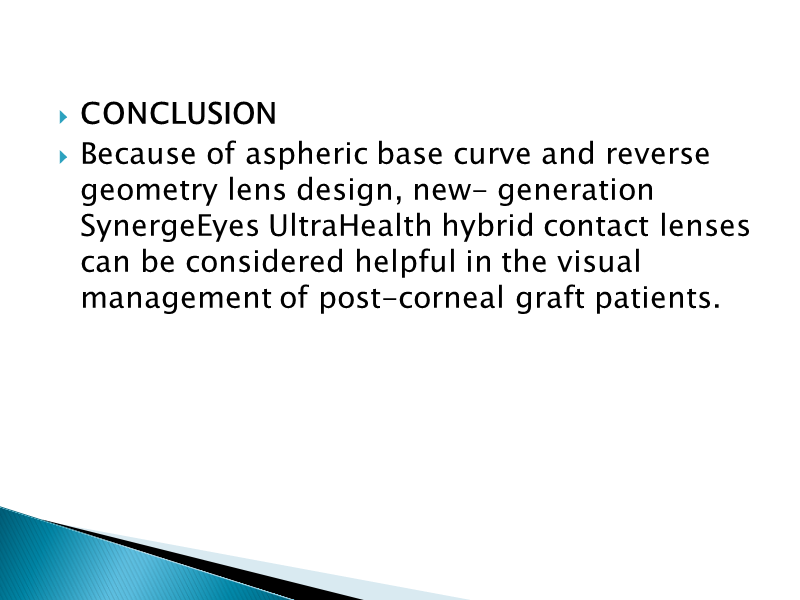 CONCLUSION
Because of aspheric base curve and reverse
geometry lens design, new- generation
SynergeEyes UltraHealth hybrid contact lenses
can be considered helpful in the visual
management of post-corneal graft patients.